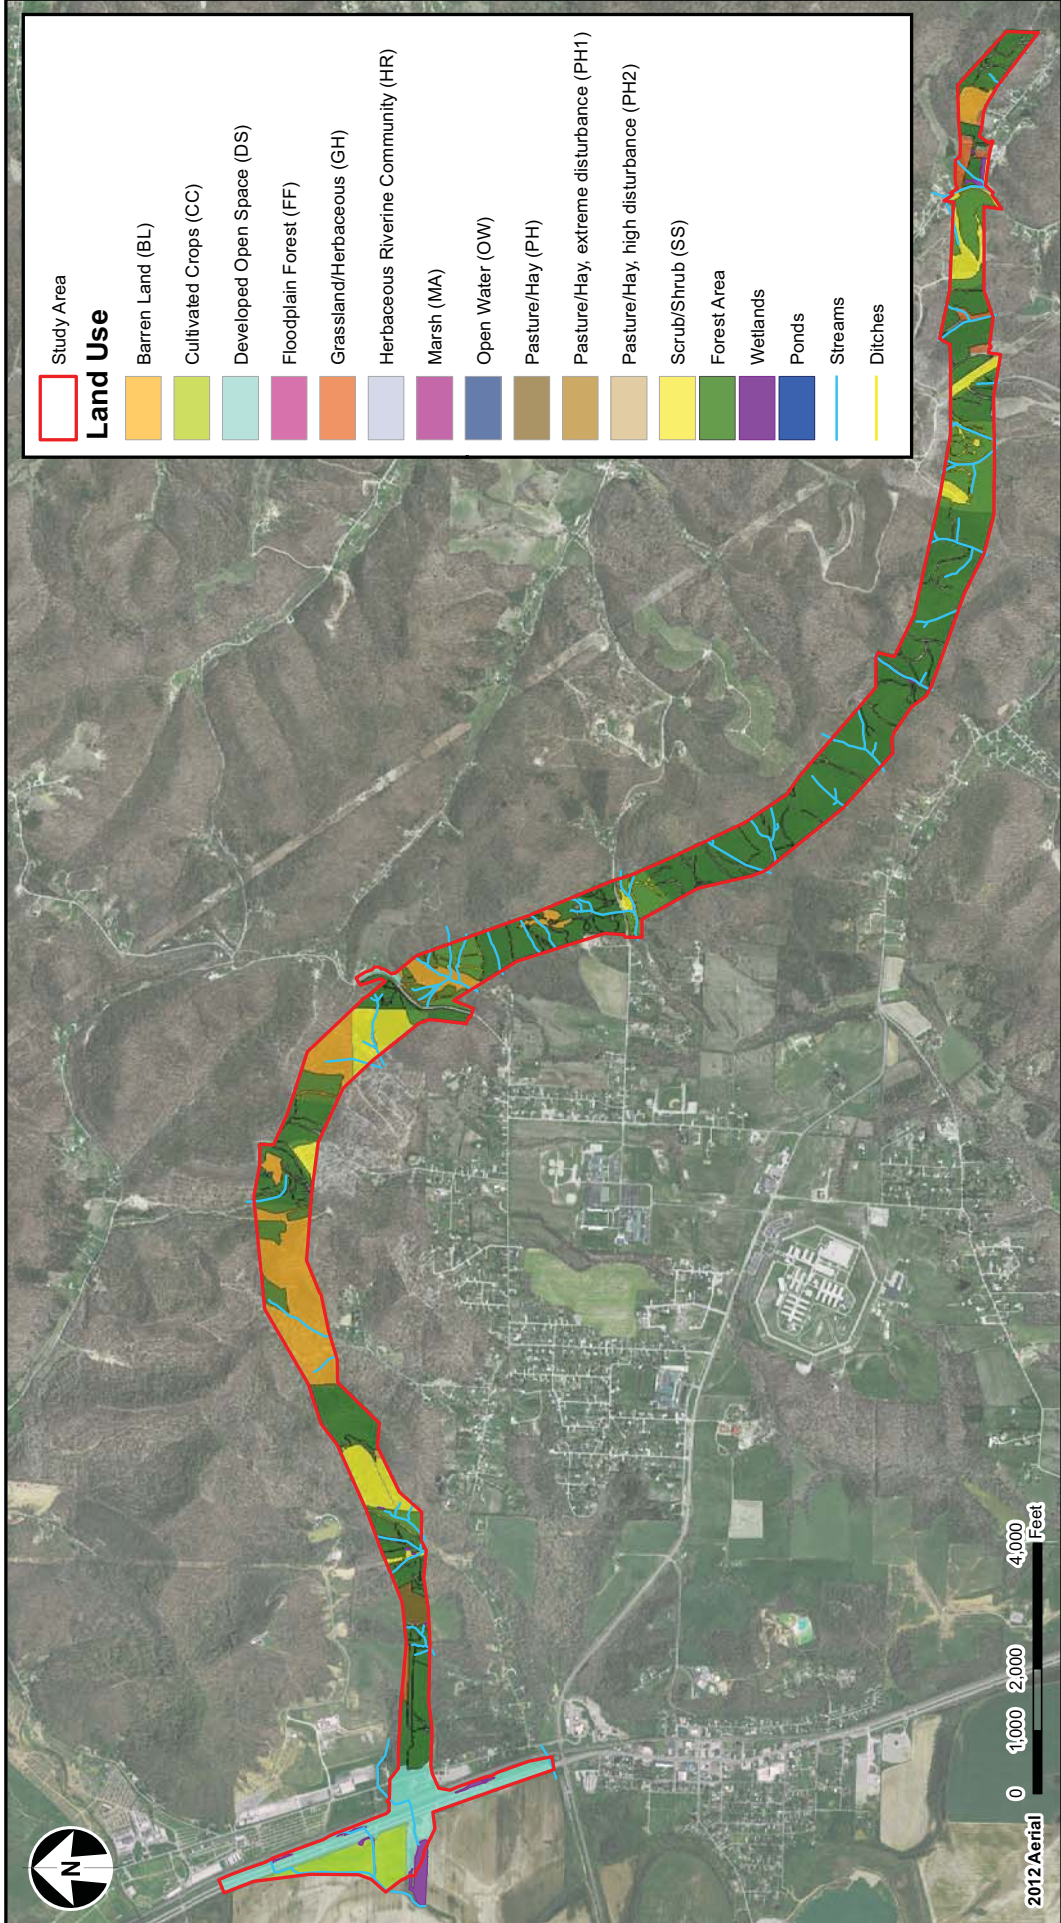 Study Area
Land Use
Barren Land (BL)
Cultivated Crops (CC)
Developed Open Space (DS)
Floodplain Forest (FF)
Grassland/Herbaceous (GH)
Herbaceous Riverine Community (HR)
Marsh (MA)
Open Water (OW)
Pasture/Hay (PH)
Pasture/Hay, extreme disturbance (PH1)
Pasture/Hay, high disturbance (PH2)
Scrub/Shrub (SS)
Forest Area
Wetlands
Ponds
Streams
Ditches
N
0 1,000 2,000 4,000
Feet
2012 Aerial